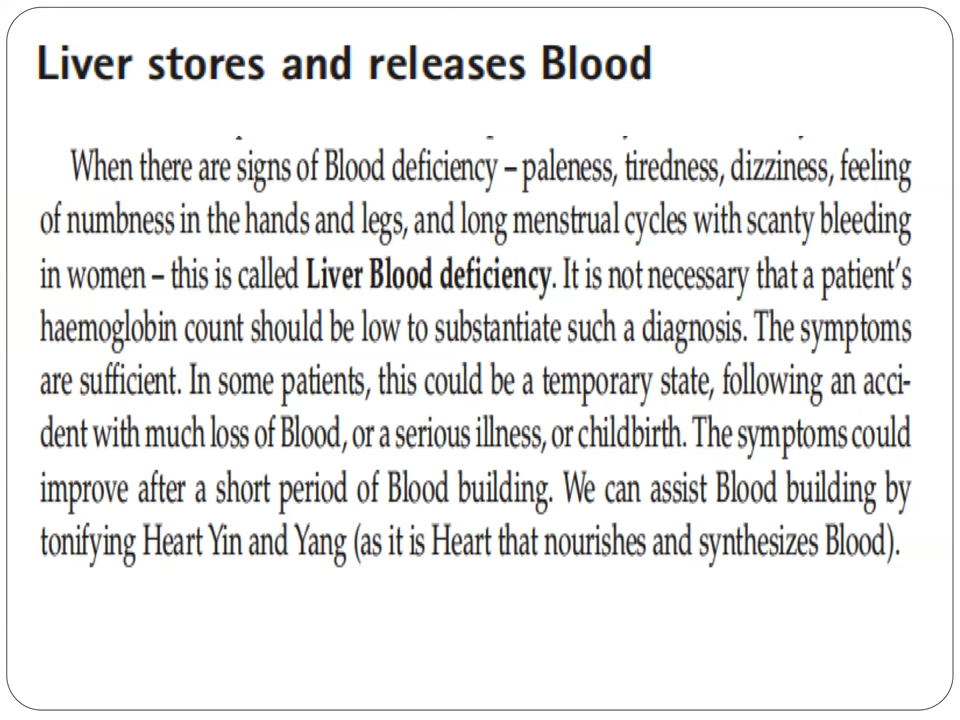 Liver stores and releases Blood
When there are signs of Blood deficiency – paleness, tiredness, dizziness, feeling
of numbness in the hands and legs, and long menstrual cycles with scanty bleeding
in women – this is called Liver Blood deficiency. It is not necessary that a patient's
haemoglobin count should be low to substantiate such a diagnosis. The symptoms
are sufficient. In some patients, this could be a temporary state, following an acci-
dent with much loss of Blood, or a serious illness, or childbirth. The symptoms could
improve after a short period of Blood building. We can assist Blood building by
tonifying Heart Yin and Yang (as it is Heart that nourishes and synthesizes Blood).